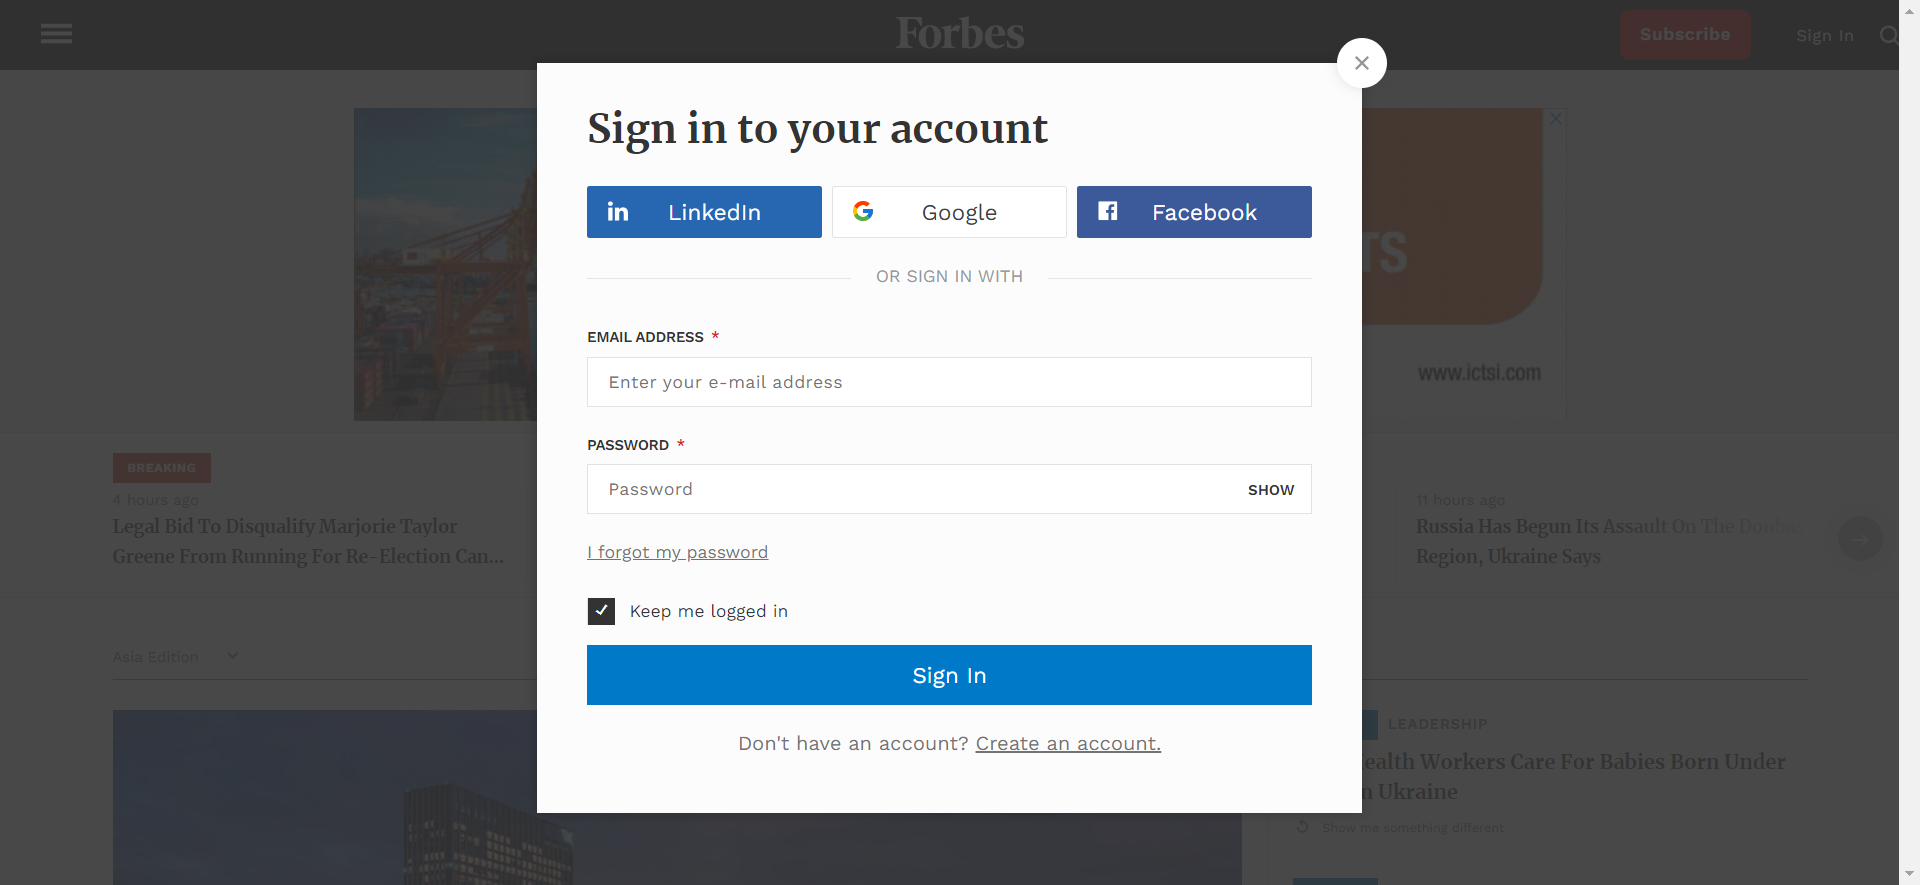 Forbes
Subscribe
Sign In
Sign in to your account
LinkedIn
Google
Facebook
OR SIGN IN WITH
EMAIL ADDRESS *
Enter your e-mail address
PASSWORD *
Password
SHOW
I forgot my password
Keep me logged in
Sign In
Don't have an account? Create an account.
TS
www.ictsi.com
BREAKING
4 hours ago
Legal Bid To Disqualify Marjorie Taylor
Greene From Running For Re-Election Can...
11 hours ago
Russia Has Begun Its Assault On The Donba
Region, Ukraine Says
Asia Edition
LEADERSHIP
ealth Workers Care For Babies Born Under
n Ukraine
Show me something different